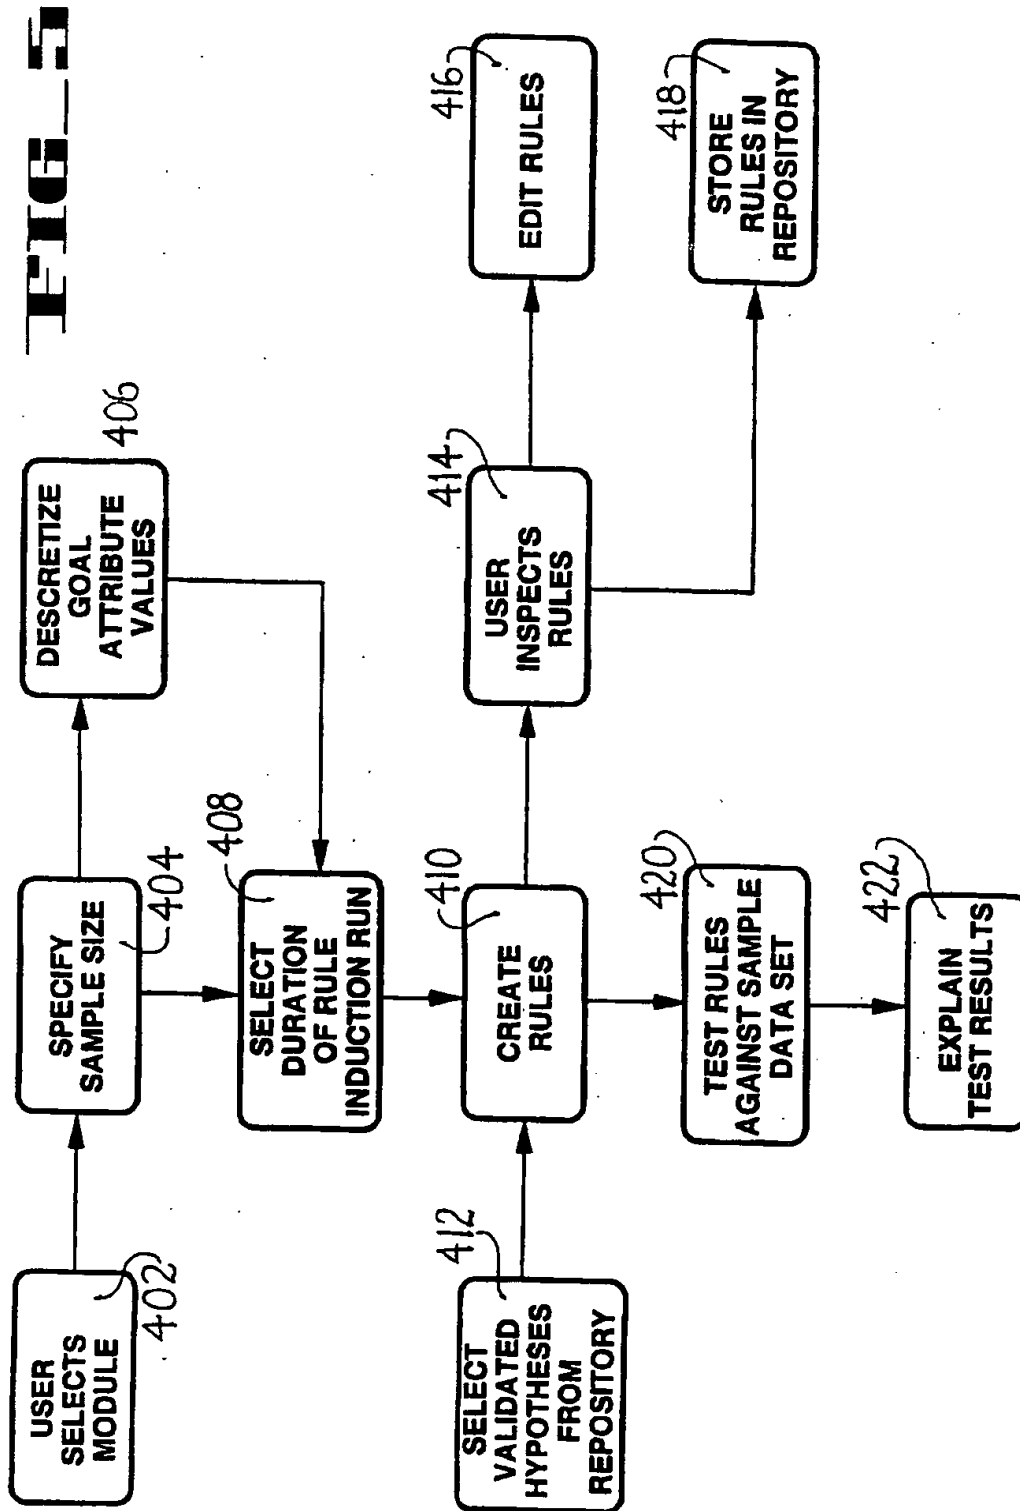 FIG_5
USER
SELECTS
MODULE
402
SPECIFY
SAMPLE SIZE
404
DESCRETIZE
GOAL
ATTRIBUTE
VALUES
406
SELECT
DURATION
OF RULE
INDUCTION RUN
408
SELECT
VALIDATED
HYPOTHESES
FROM
REPOSITORY
412
CREATE
RULES
410
USER
INSPECTS
RULES
414
EDIT RULES
416
STORE
RULES IN
REPOSITORY
418
TEST RULES
AGAINST SAMPLE
DATA SET
420
EXPLAIN
TEST RESULTS
422